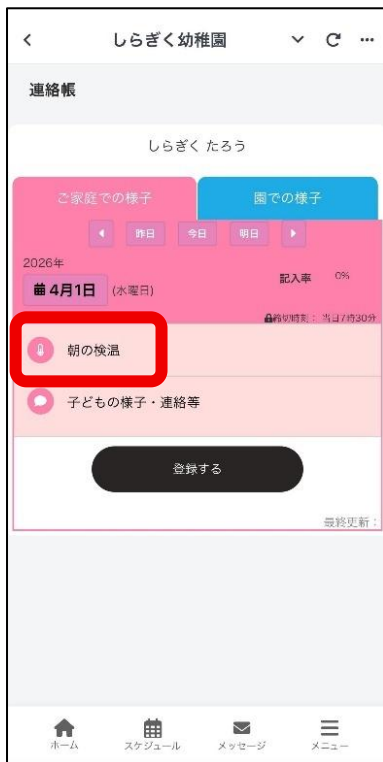 しらぎく幼稚園
連絡帳
しらぎく たろう
ご家庭での様子
園での様子
昨日 今日 明日
2026年
4月1日 (水曜日)
記入率 0%
締切時刻： 当日7時30分
朝の検温
子どもの様子・連絡等
登録する
最終更新：
ホーム スケジュール メッセージ メニュー